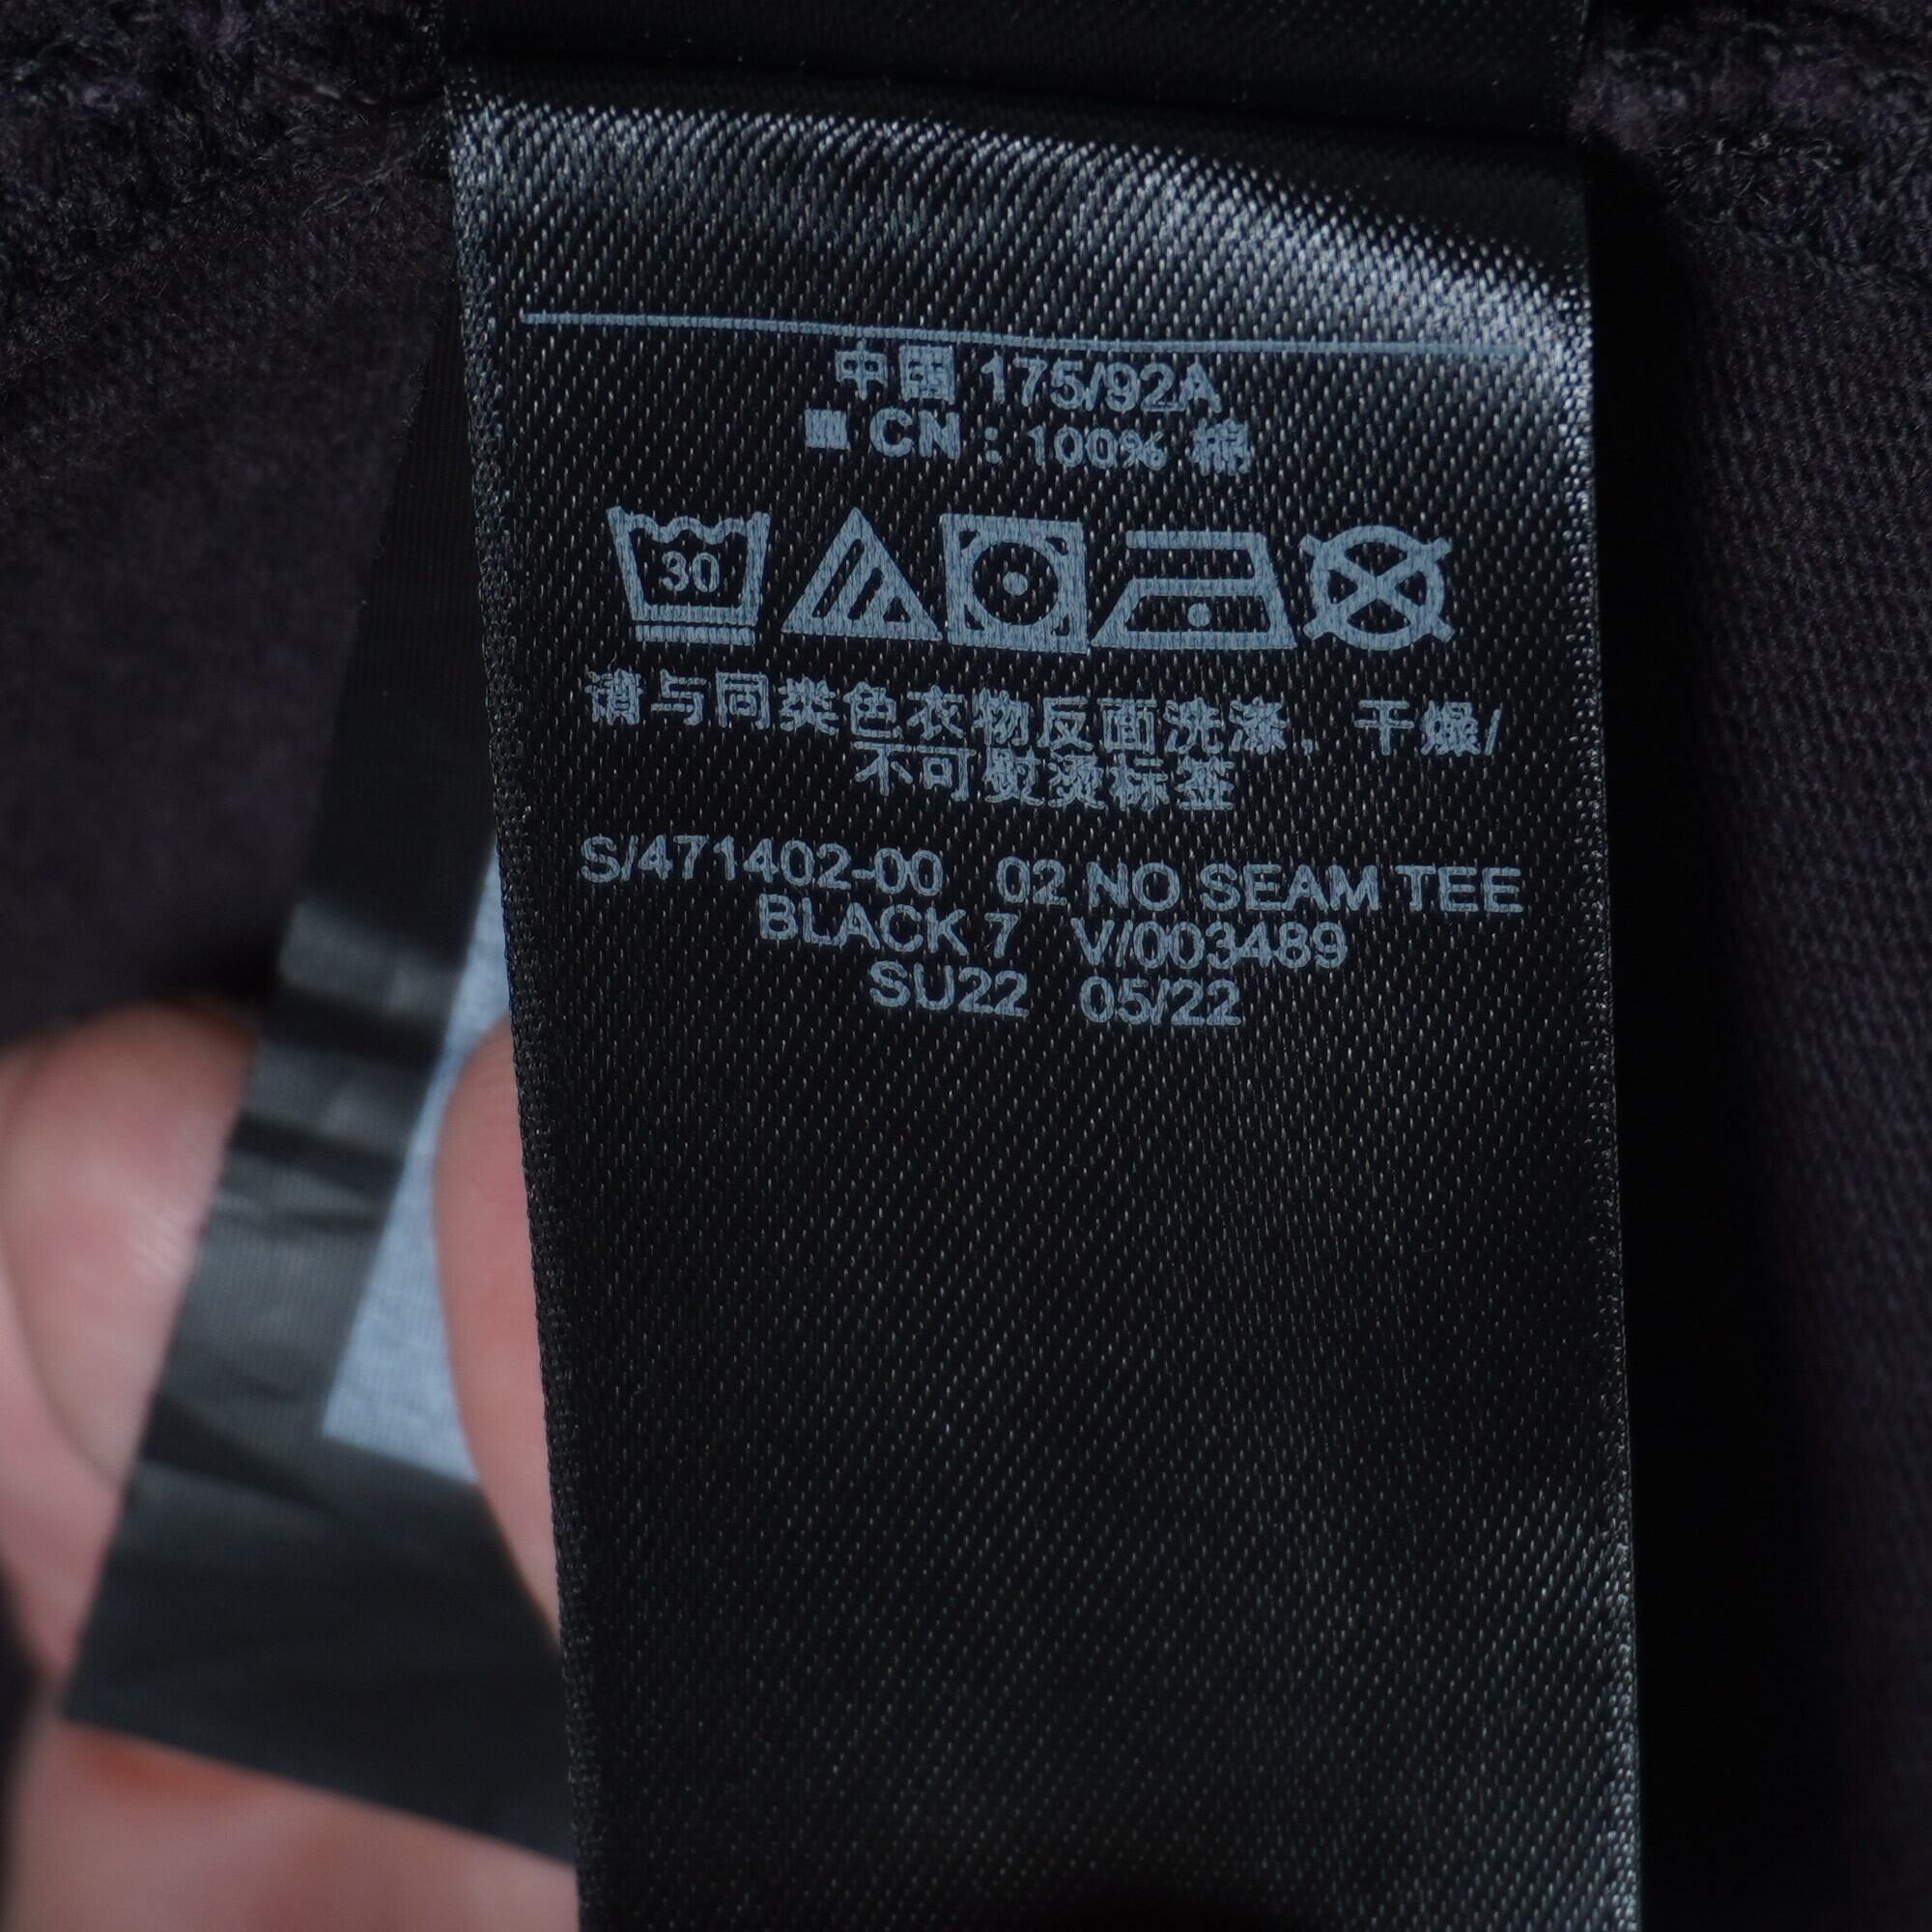 中国 175/92A
■ CN : 100% 棉
30
请与同类色衣物反面洗涤，干燥/
不可熨烫标签
S/471402-00 02 NO SEAM TEE
BLACK 7 V/003489
SU22 05/22